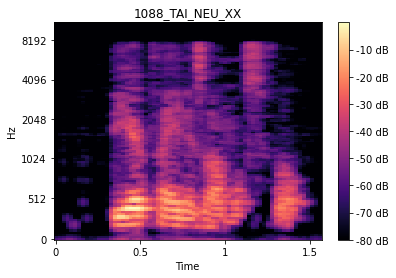 1088_TAI_NEU_XX
8192
4096
2048
1024
512
0
Hz
0
0.5
1
1.5
Time
-10 dB
-20 dB
-30 dB
-40 dB
-50 dB
-60 dB
-70 dB
-80 dB